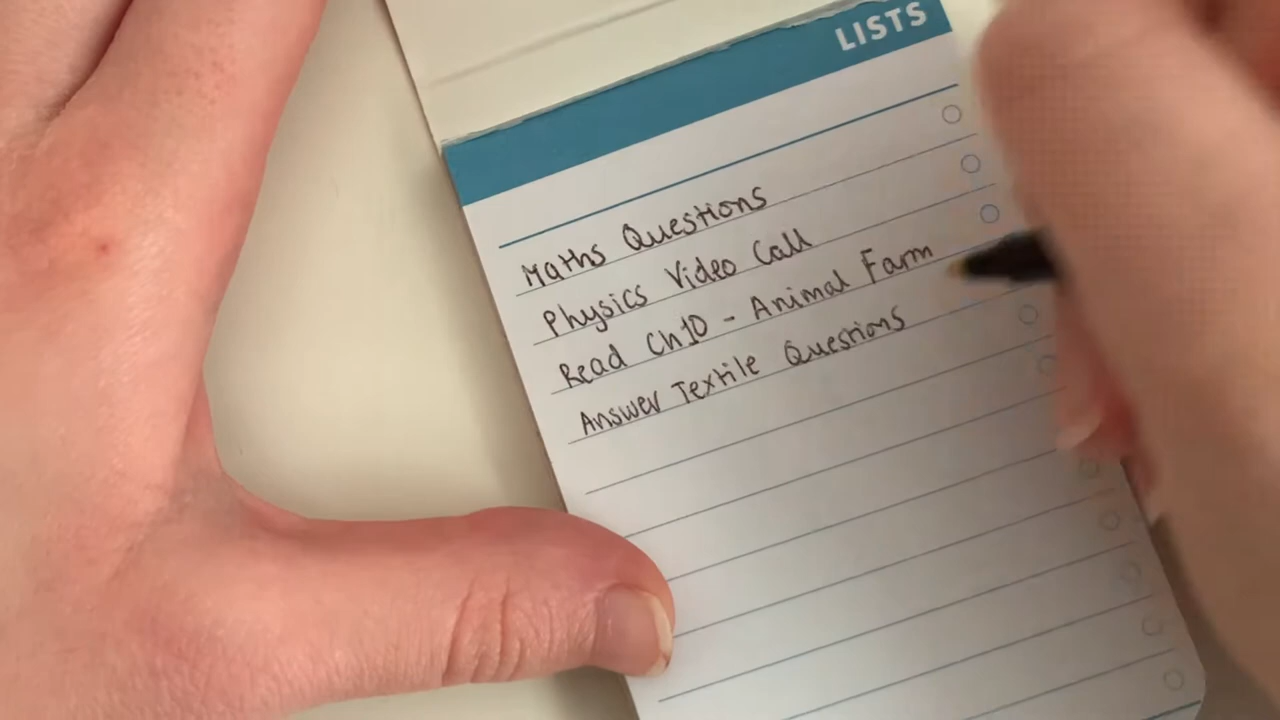 LISTS
Maths Questions
Physics Video Call
Read Ch10 - Animal Farm
Answer Textile Questions